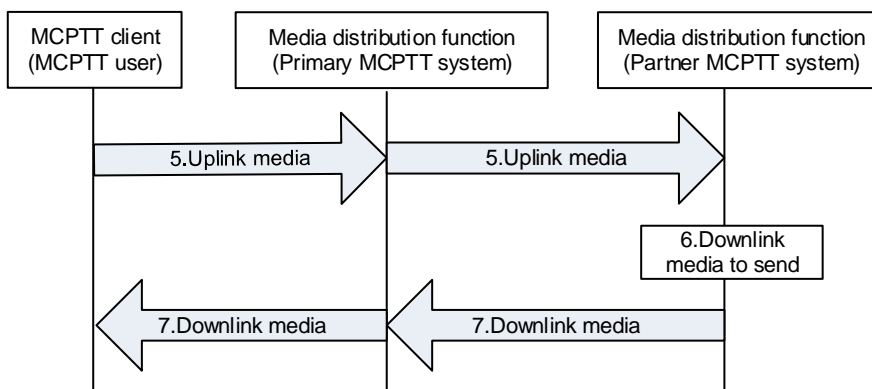 MCPTT client
(MCPTT user)
Media distribution function
(Primary MCPTT system)
Media distribution function
(Partner MCPTT system)
5.Uplink media
5.Uplink media
6.Downlink
media to send
7.Downlink media
7.Downlink media